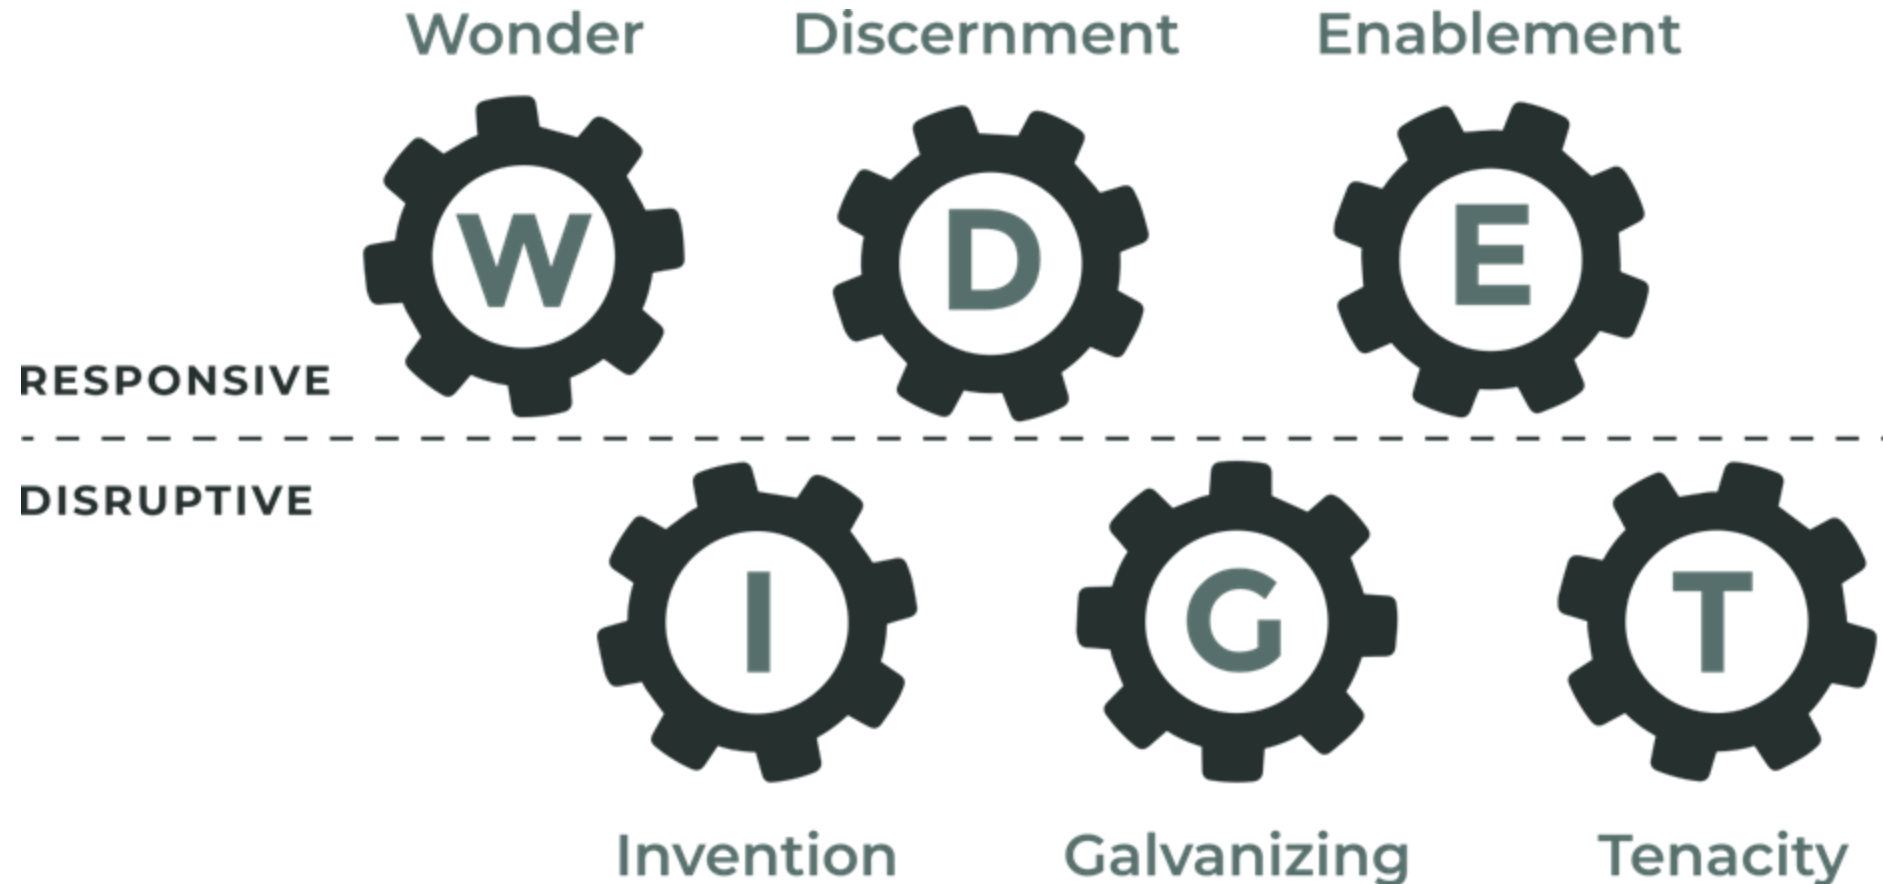 Wonder Discernment Enablement
W D E
RESPONSIVE
DISRUPTIVE
I G T
Invention Galvanizing Tenacity